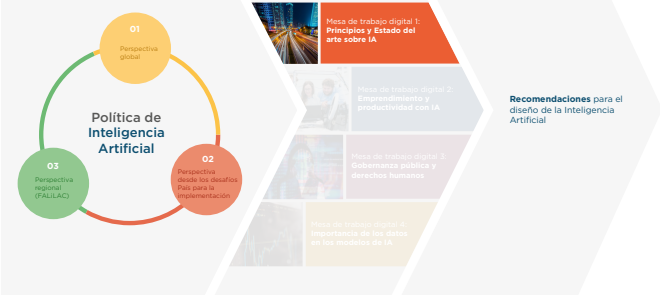 01
Perspectiva
global
Política de
Inteligencia
Artificial
03
Perspectiva
regional
(FALILAC)
02
Perspectiva
desde los desafíos
País para la
implementación
Mesa de trabajo digital 1:
Principios y Estado del
arte sobre IA
Mesa de trabajo digital 2:
Emprendimiento y
productividad con IA
Mesa de trabajo digital 3:
Gobernanza pública y
derechos humanos
Mesa de trabajo digital 4:
Importancia de los datos
en los modelos de IA
Recomendaciones para el
diseño de la Inteligencia
Artificial